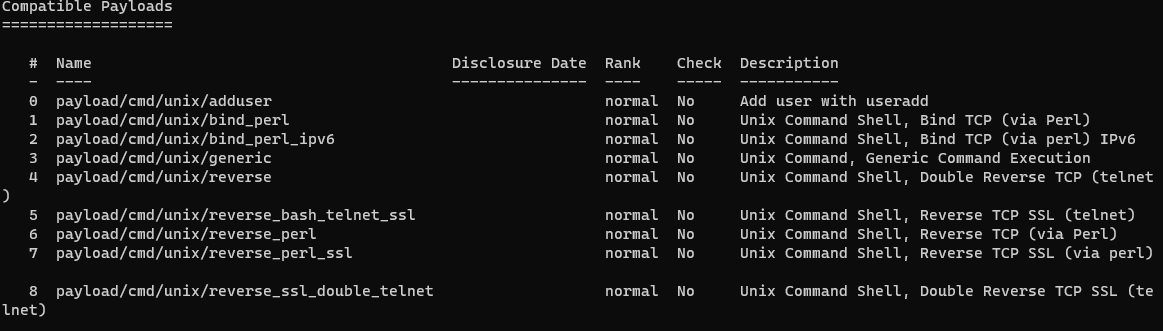 Compatible Payloads
===================
   #  Name                                        Disclosure Date  Rank    Check  Description
   -  ----                                        ---------------  ----    -----  -----------
   0  payload/cmd/unix/adduser                                     normal  No     Add user with useradd
   1  payload/cmd/unix/bind_perl                                   normal  No     Unix Command Shell, Bind TCP (via Perl)
   2  payload/cmd/unix/bind_perl_ipv6                              normal  No     Unix Command Shell, Bind TCP (via perl) IPv6
   3  payload/cmd/unix/generic                                     normal  No     Unix Command, Generic Command Execution
   4  payload/cmd/unix/reverse                                     normal  No     Unix Command Shell, Double Reverse TCP (telnet
)
   5  payload/cmd/unix/reverse_bash_telnet_ssl                     normal  No     Unix Command Shell, Reverse TCP SSL (telnet)
   6  payload/cmd/unix/reverse_perl                                normal  No     Unix Command Shell, Reverse TCP (via Perl)
   7  payload/cmd/unix/reverse_perl_ssl                            normal  No     Unix Command Shell, Reverse TCP SSL (via perl)
   8  payload/cmd/unix/reverse_ssl_double_telnet                   normal  No     Unix Command Shell, Double Reverse TCP SSL (te
lnet)